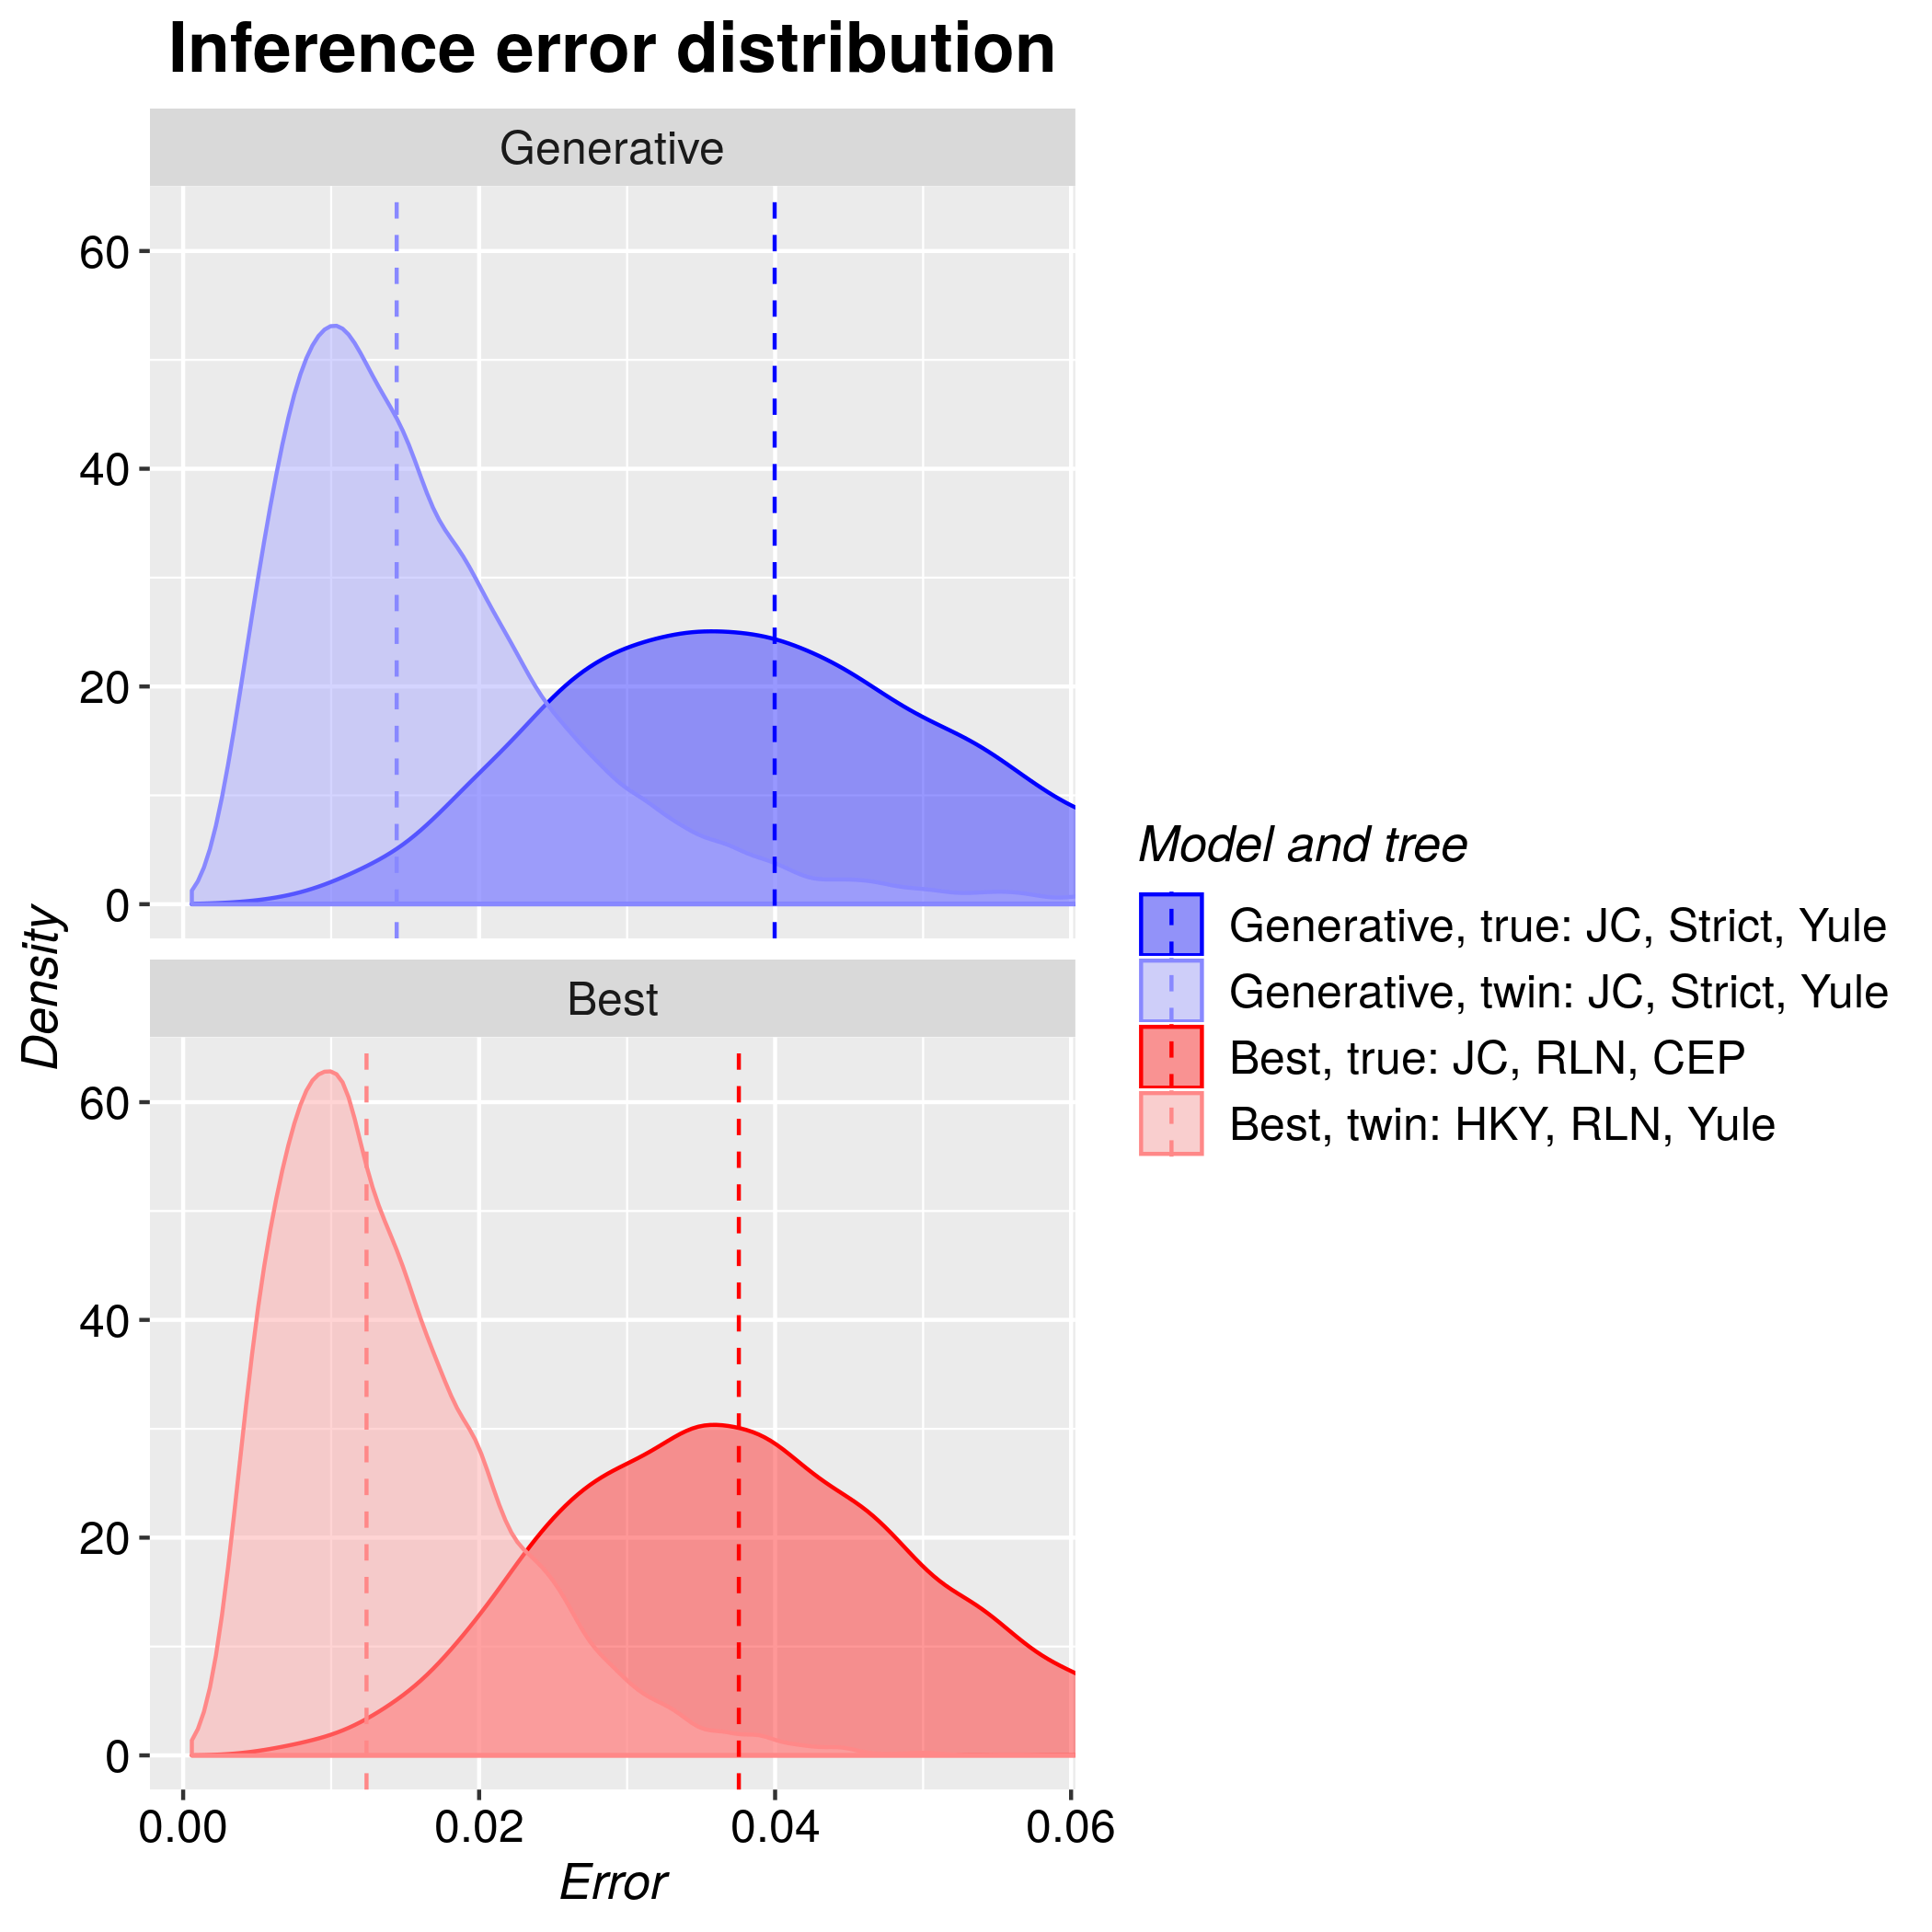 Inference error distribution
Generative
60
40
20
0
Density
Best
60
40
20
0
0.00 0.02 0.04 0.06
Error
Model and tree
Generative, true: JC, Strict, Yule
Generative, twin: JC, Strict, Yule
Best, true: JC, RLN, CEP
Best, twin: HKY, RLN, Yule